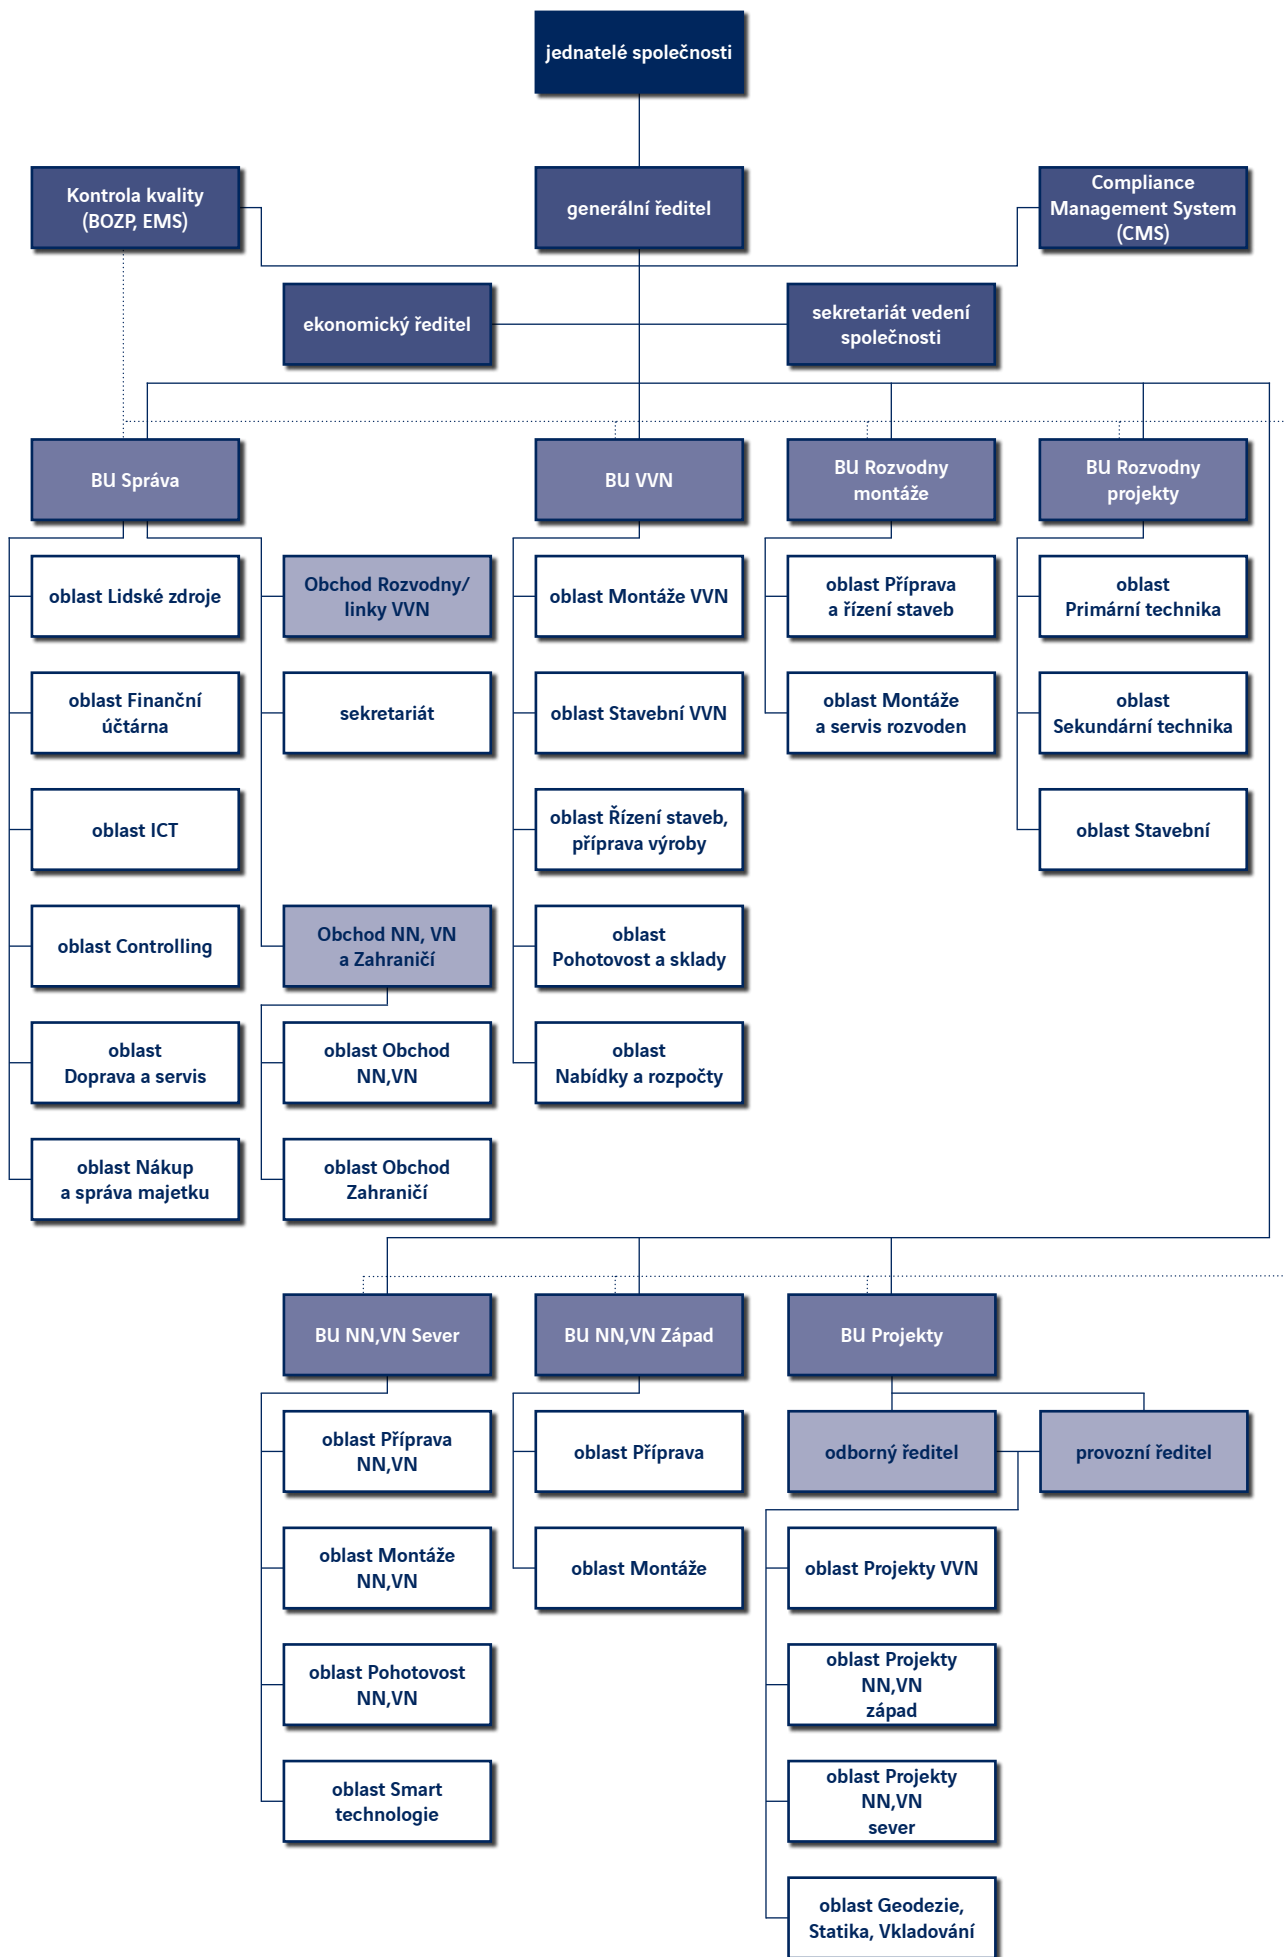 jednatelé společnosti
Kontrola kvality
(BOZP, EMS)
generální ředitel
Compliance
Management System
(CMS)
ekonomický ředitel
sekretariát vedení
společnosti
BU Správa
BU VVN
BU Rozvodny
montáže
BU Rozvodny
projekty
oblast Lidské zdroje
Obchod Rozvodny/
linky VVN
oblast Montáže VVN
oblast Příprava
a řízení staveb
oblast
Primární technika
oblast Finanční
účtárna
sekretariát
oblast Stavební VVN
oblast Montáže
a servis rozvoden
oblast
Sekundární technika
oblast ICT
oblast Řízení staveb,
příprava výroby
oblast Stavební
oblast Controlling
Obchod NN, VN
a Zahraničí
oblast
Pohotovost a sklady
oblast
Doprava a servis
oblast Obchod
NN,VN
oblast
Nabídky a rozpočty
oblast Nákup
a správa majetku
oblast Obchod
Zahraničí
BU NN,VN Sever
BU NN,VN Západ
BU Projekty
oblast Příprava
NN,VN
oblast Příprava
odborný ředitel
provozní ředitel
oblast Montáže
NN,VN
oblast Montáže
oblast Projekty VVN
oblast Pohotovost
NN,VN
oblast Projekty
NN,VN
západ
oblast Smart
technologie
oblast Projekty
NN,VN
sever
oblast Geodezie,
Statika, Vkladování